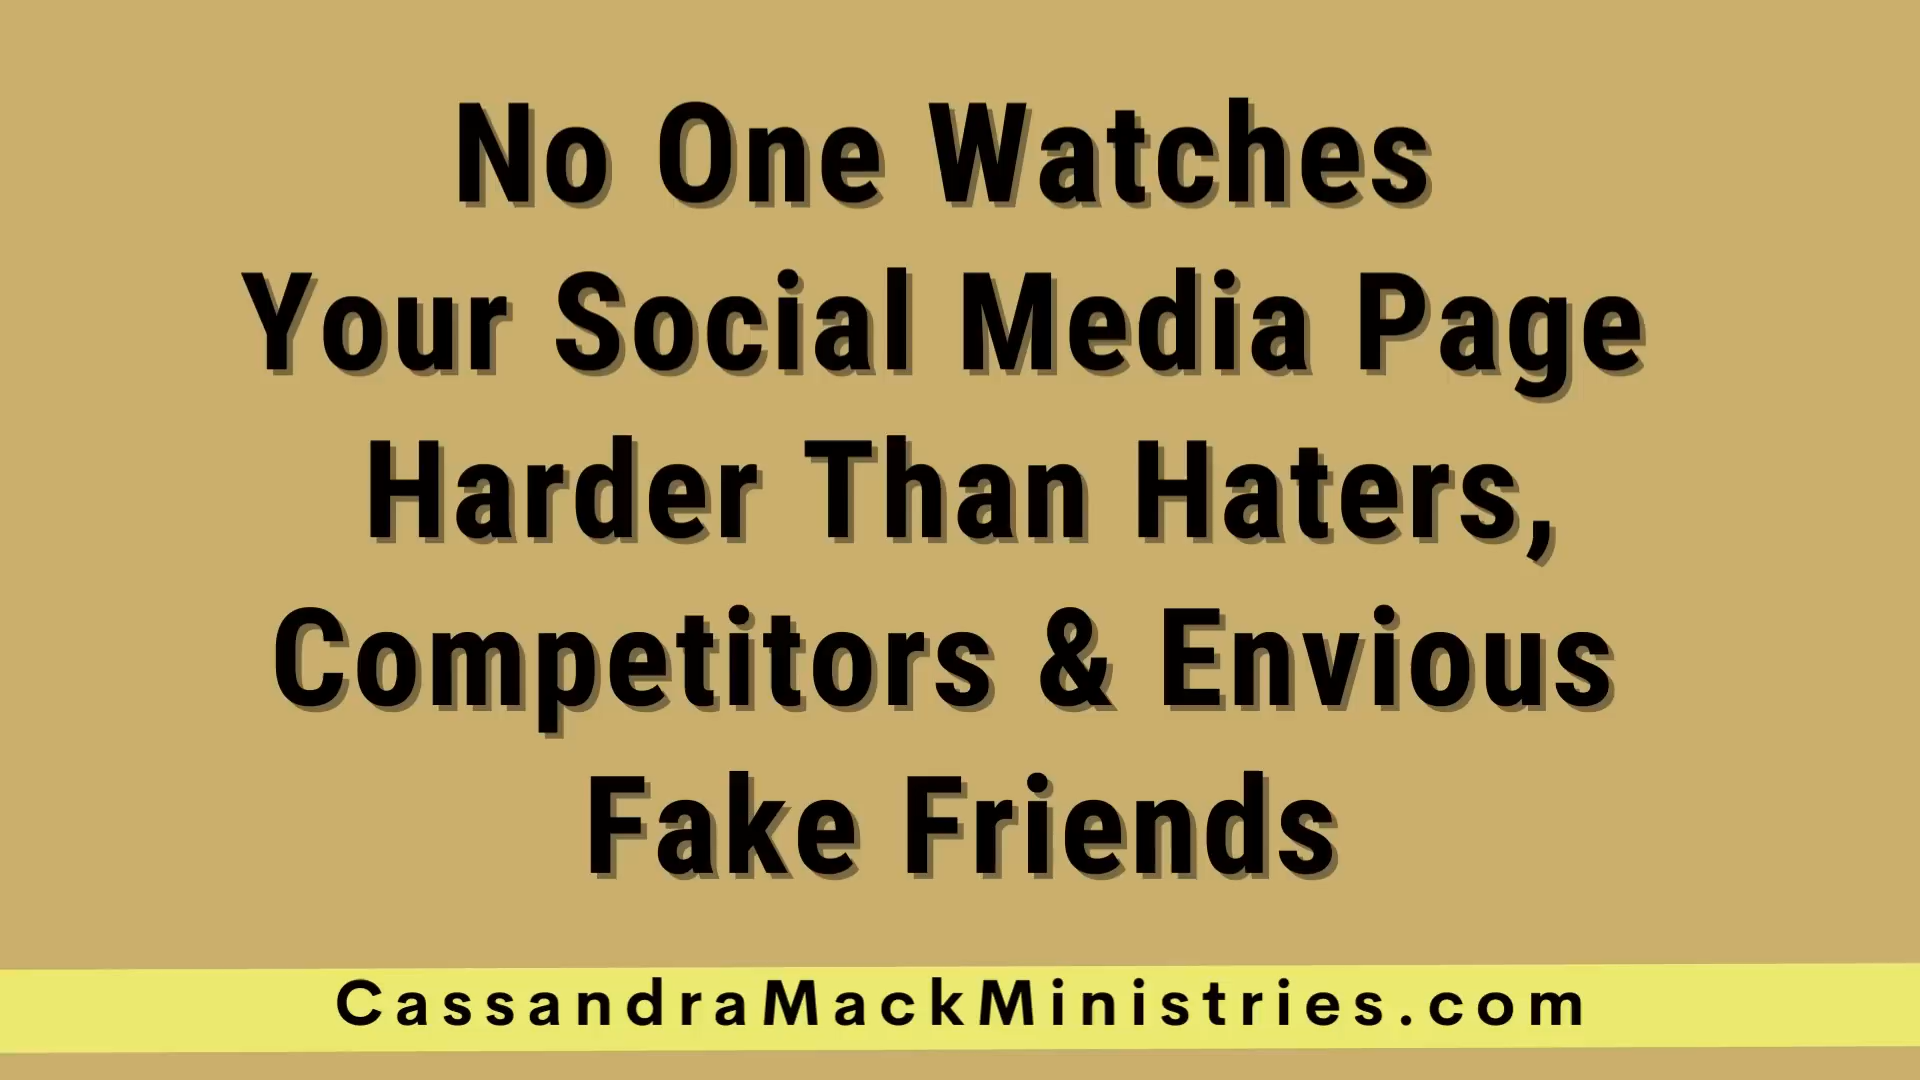 No One Watches
Your Social Media Page
Harder Than Haters,
Competitors & Envious
Fake Friends
CassandraMackMinistries.com